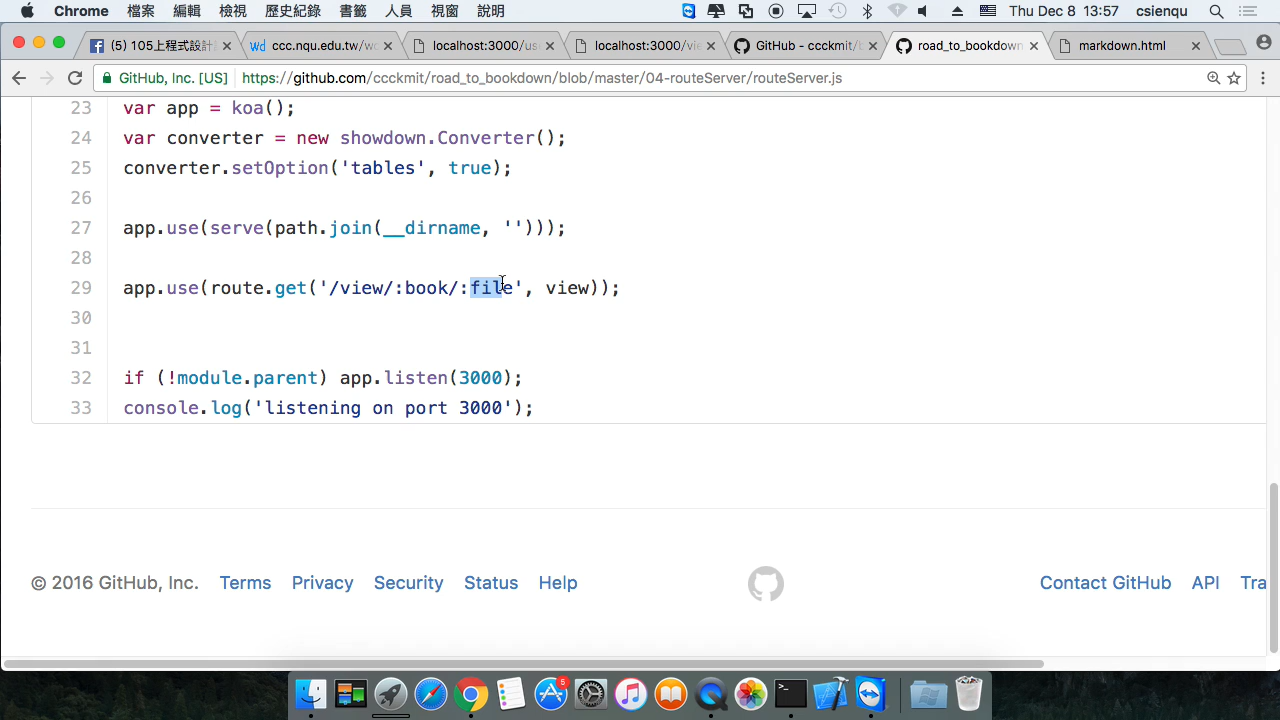 Chrome 檔案 編輯 檢視 歷史紀錄 書籤 人員 視窗 說明 Thu Dec 8 13:57 csienqu
(5) 105上程式設計 ccc.nqu.edu.tw/w localhost:3000/us localhost:3000/vie GitHub - ccckmit/b road_to_bookdown markdown.html
GitHub, Inc. [US] https://github.com/ccckmit/road_to_bookdown/blob/master/04-routeServer/routeServer.js
23 var app = koa();
24 var converter = new showdown.Converter();
25 converter.setOption('tables', true);
26
27 app.use(serve(path.join(__dirname, '')));
28
29 app.use(route.get('/view/:book/:file', view));
30
31
32 if (!module.parent) app.listen(3000);
33 console.log('listening on port 3000');
© 2016 GitHub, Inc. Terms Privacy Security Status Help Contact GitHub API Tra
6